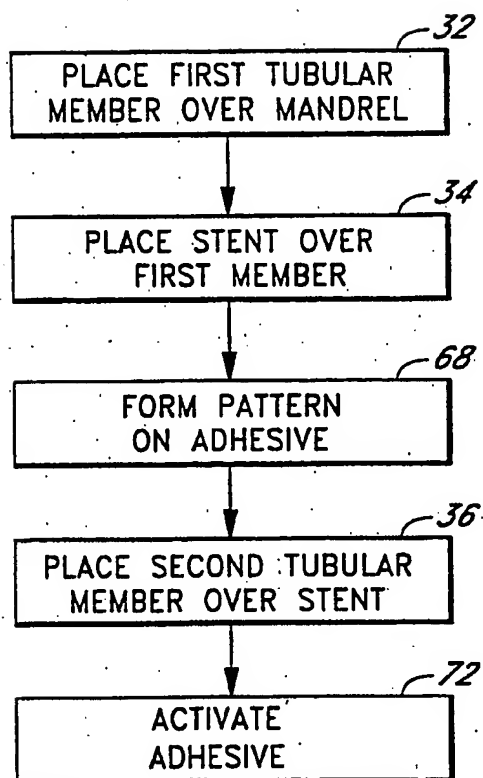 32
PLACE FIRST TUBULAR
MEMBER OVER MANDREL
34
PLACE STENT OVER
FIRST MEMBER
68
FORM PATTERN
ON ADHESIVE
36
PLACE SECOND TUBULAR
MEMBER OVER STENT
72
ACTIVATE
ADHESIVE